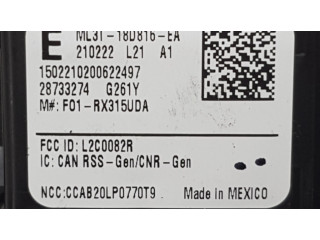 E ML3T-18D816-EA
210222 L21 A1
1502210200622497
28733274 G261Y
M#: F01-RX315UDA
FCC ID: L2C0082R
IC: CAN RSS-Gen/CNR-Gen
NCC:CCAB20LP0770T9 Made in MEXICO